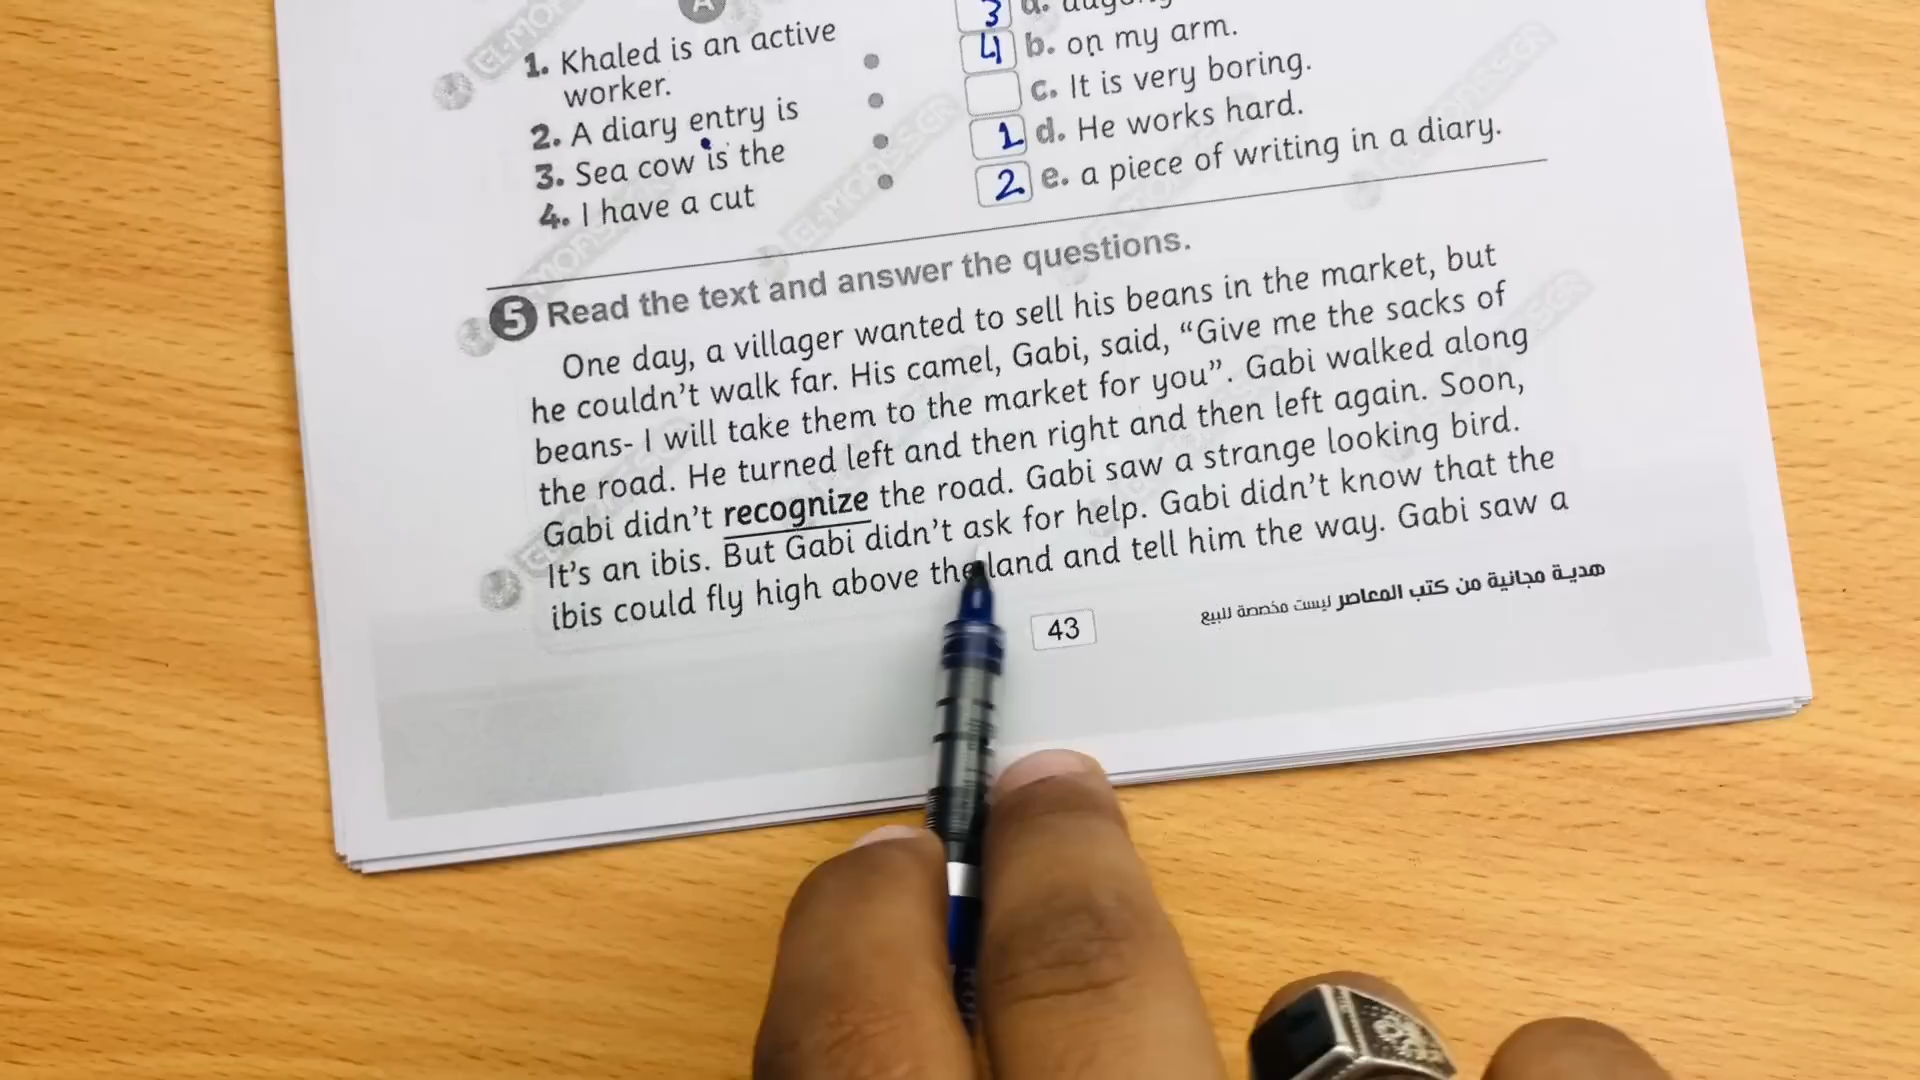 A
1. Khaled is an active
worker.
2. A diary entry is
3. Sea cow is the
4. I have a cut
3 a.
4 b. on my arm.
c. It is very boring.
1 d. He works hard.
2 e. a piece of writing in a diary.
5 Read the text and answer the questions.
One day, a villager wanted to sell his beans in the market, but
he couldn't walk far. His camel, Gabi, said, “Give me the sacks of
beans- I will take them to the market for you”. Gabi walked along
the road. He turned left and then right and then left again. Soon,
Gabi didn't recognize the road. Gabi saw a strange looking bird.
It's an ibis. But Gabi didn't ask for help. Gabi didn't know that the
ibis could fly high above the land and tell him the way. Gabi saw a
43
هدية مجانية من كتب المعاصر ليست مخصصة للبيع